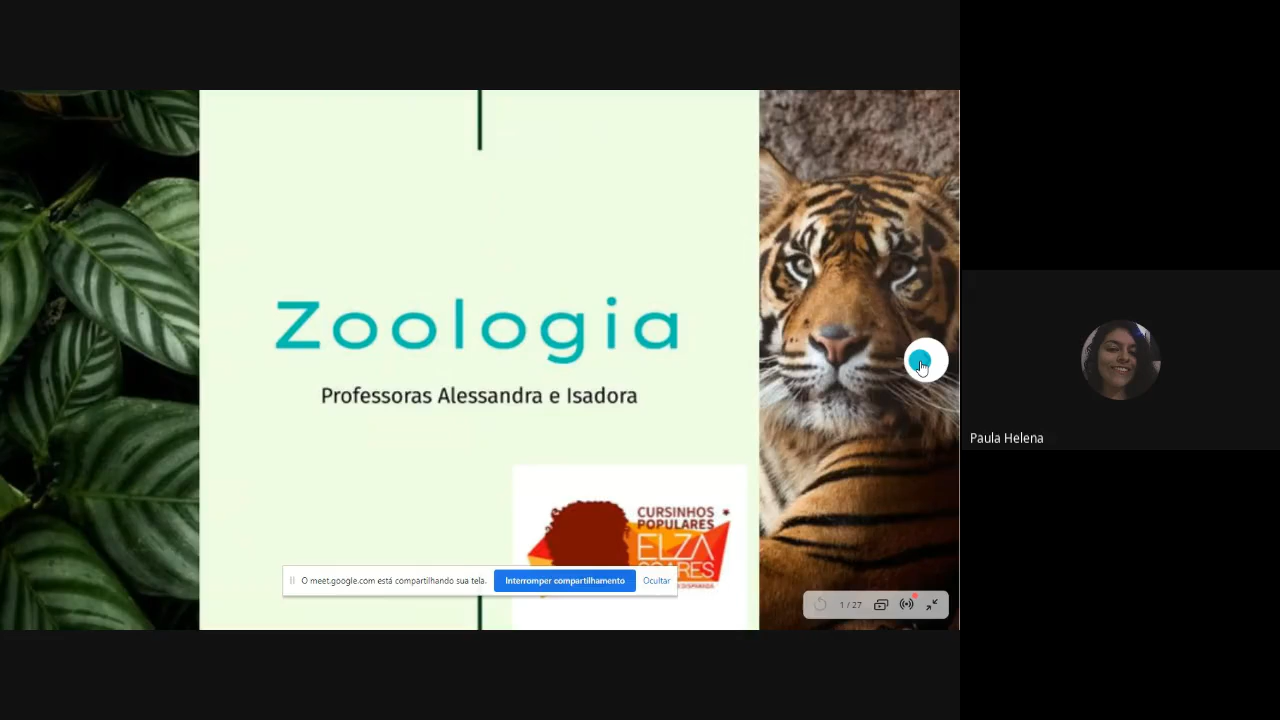 Zoologia
Professoras Alessandra e Isadora
CURSINHOS
POPULARES
ELZA
O meet.google.com está compartilhando sua tela.
Interromper compartilhamento
Ocultar
1 / 27
Paula Helena